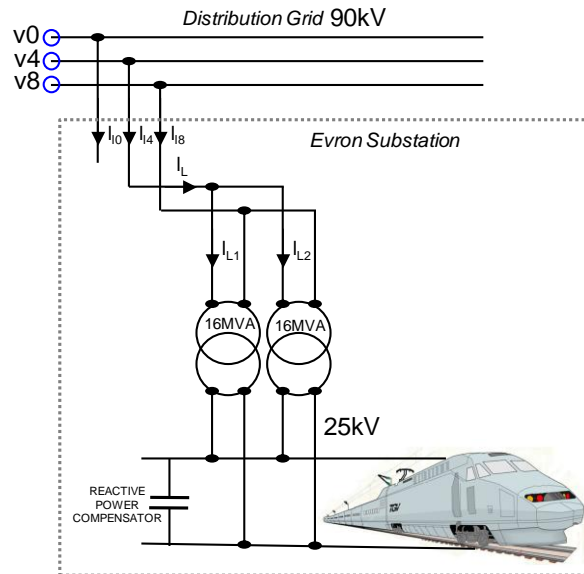 Distribution Grid 90kV
v0
v4
v8
Il0 Il4 Il8
Evron Substation
IL
IL1 IL2
16MVA 16MVA
25kV
REACTIVE
POWER
COMPENSATOR
TGV